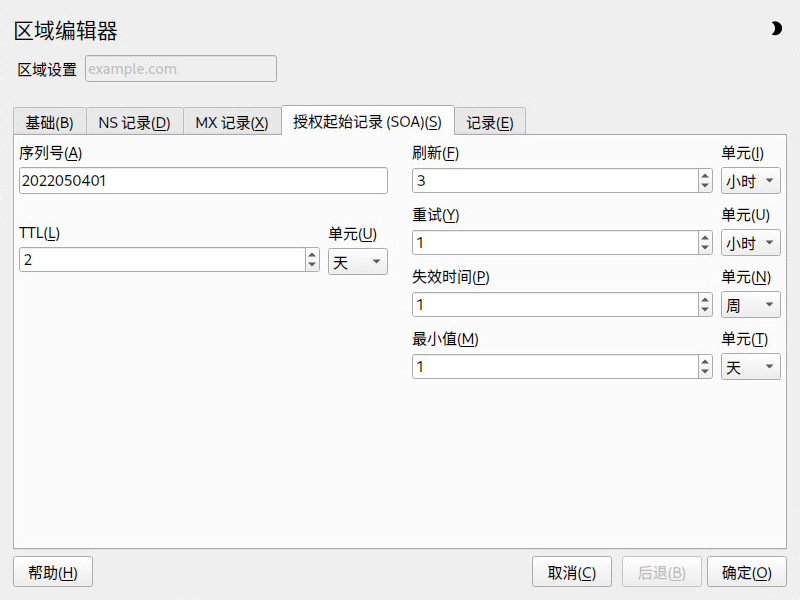 区域编辑器
区域设置 example.com
基础(B) NS 记录(D) MX 记录(X) 授权起始记录 (SOA)(S) 记录(E)
序列号(A)
2022050401
TTL(L) 单元(U)
2 天
刷新(F) 单元(I)
3 小时
重试(Y) 单元(U)
1 小时
失效时间(P) 单元(N)
1 周
最小值(M) 单元(T)
1 天
帮助(H) 取消(C) 后退(B) 确定(O)